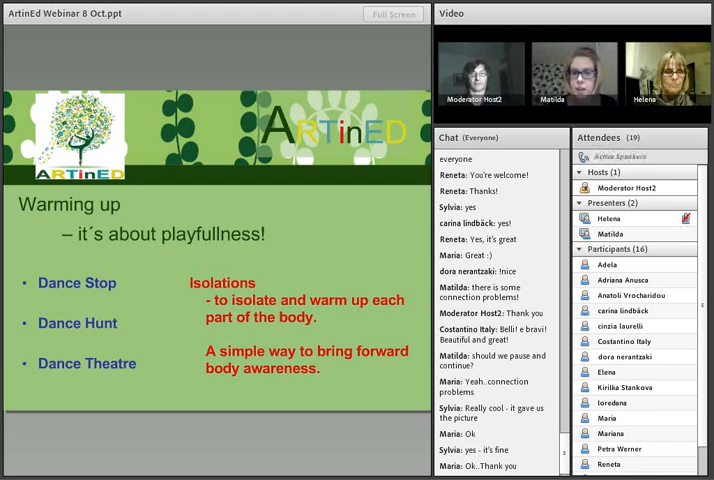 ArtinEd Webinar 8 Oct.ppt
Full Screen
ARTinED
ARTinED
Warming up
– it´s about playfullness!
• Dance Stop
• Dance Hunt
• Dance Theatre
Isolations
- to isolate and warm up each
part of the body.
A simple way to bring forward
body awareness.
Video
Moderator Host2
Matilda
Helena
Chat (Everyone)
everyone
Reneta: You're welcome!
Reneta: Thanks!
Sylvia: yes
carina lindbäck: yes!
Reneta: Yes, it's great
Maria: Great :)
dora nerantzaki: !nice
Matilda: there is some
connection problems!
Moderator Host2: Thank you
Costantino Italy: Belli! e bravi!
Beautiful and great!
Matilda: should we pause and
continue?
Maria: Yeah..connection
problems
Sylvia: Really cool - it gave us
the picture
Maria: Ok
Sylvia: yes - it's fine
Maria: Ok..Thank you
Attendees (19)
Active Speakers
Hosts (1)
Moderator Host2
Presenters (2)
Helena
Matilda
Participants (16)
Adela
Adriana Anusca
Anatoli Vrocharidou
carina lindbäck
cinzia laurelli
Costantino Italy
dora nerantzaki
Elena
Kirilka Stankova
loredana
Maria
Mariana
Petra Werner
Reneta